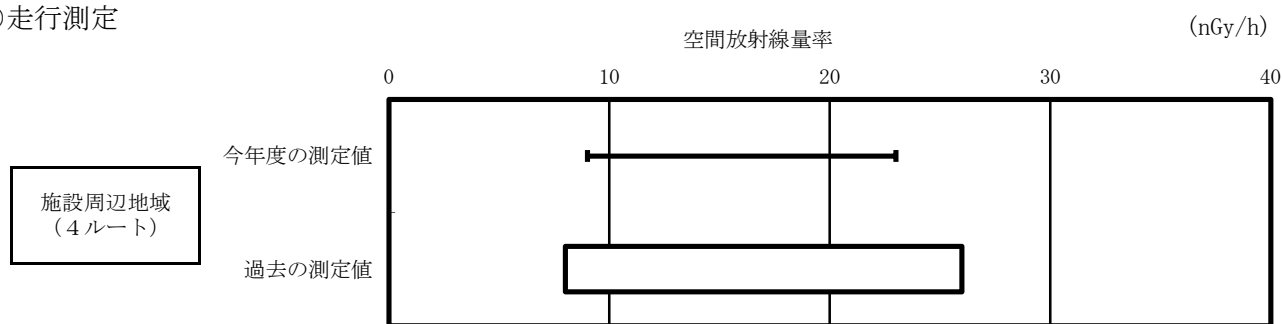 走行測定
(nGy/h)
空間放射線量率
0 10 20 30 40
今年度の測定値
施設周辺地域
（４ルート）
過去の測定値